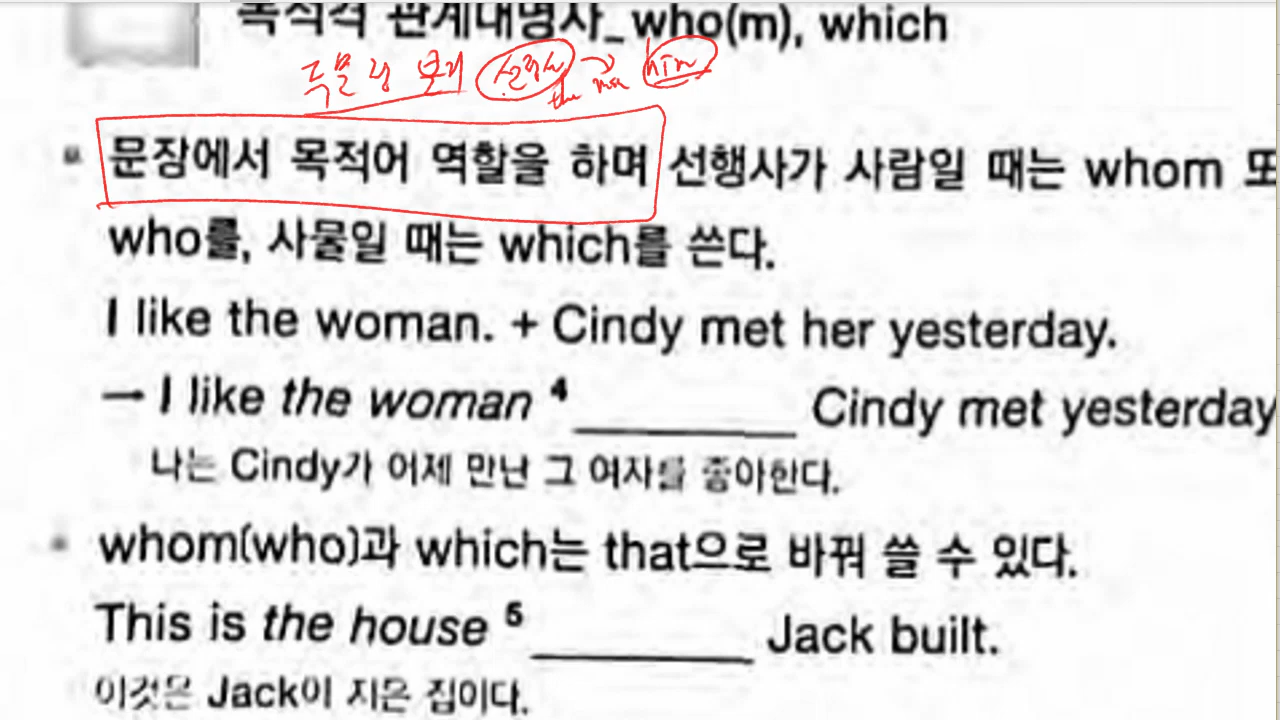 목적격 관계대명사_who(m), which
the him
문장에서 목적어 역할을 하며 선행사가 사람일 때는 whom 또
who를, 사물일 때는 which를 쓴다.
I like the woman. + Cindy met her yesterday.
→ I like the woman 4 ________ Cindy met yesterday
나는 Cindy가 어제 만난 그 여자를 좋아한다.
whom(who)과 which는 that으로 바꿔 쓸 수 있다.
This is the house 5 ________ Jack built.
이것은 Jack이 지은 집이다.